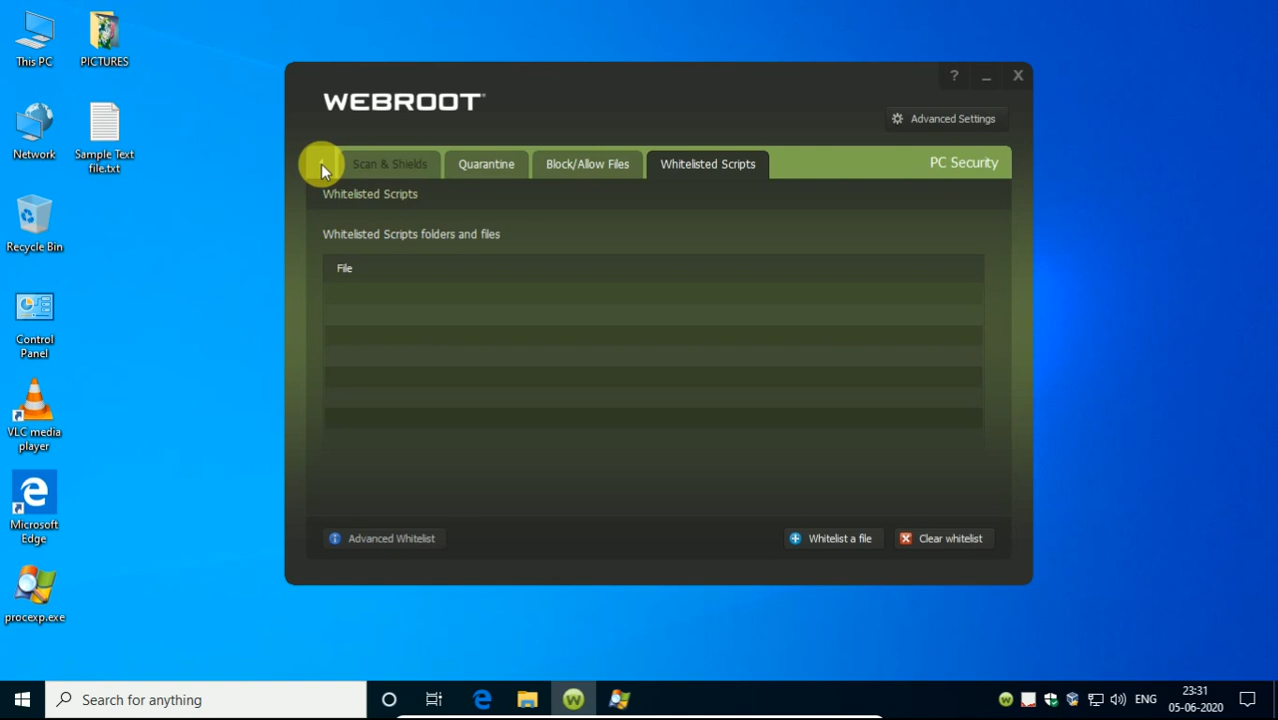 This PC
PICTURES
Network
Sample Text
file.txt
Recycle Bin
Control
Panel
VLC media
player
Microsoft
Edge
procexp.exe
WEBROOT
?
X
Advanced Settings
Scan & Shields
Quarantine
Block/Allow Files
Whitelisted Scripts
PC Security
Whitelisted Scripts
Whitelisted Scripts folders and files
File
Advanced Whitelist
Whitelist a file
Clear whitelist
Search for anything
ENG
23:31
05-06-2020